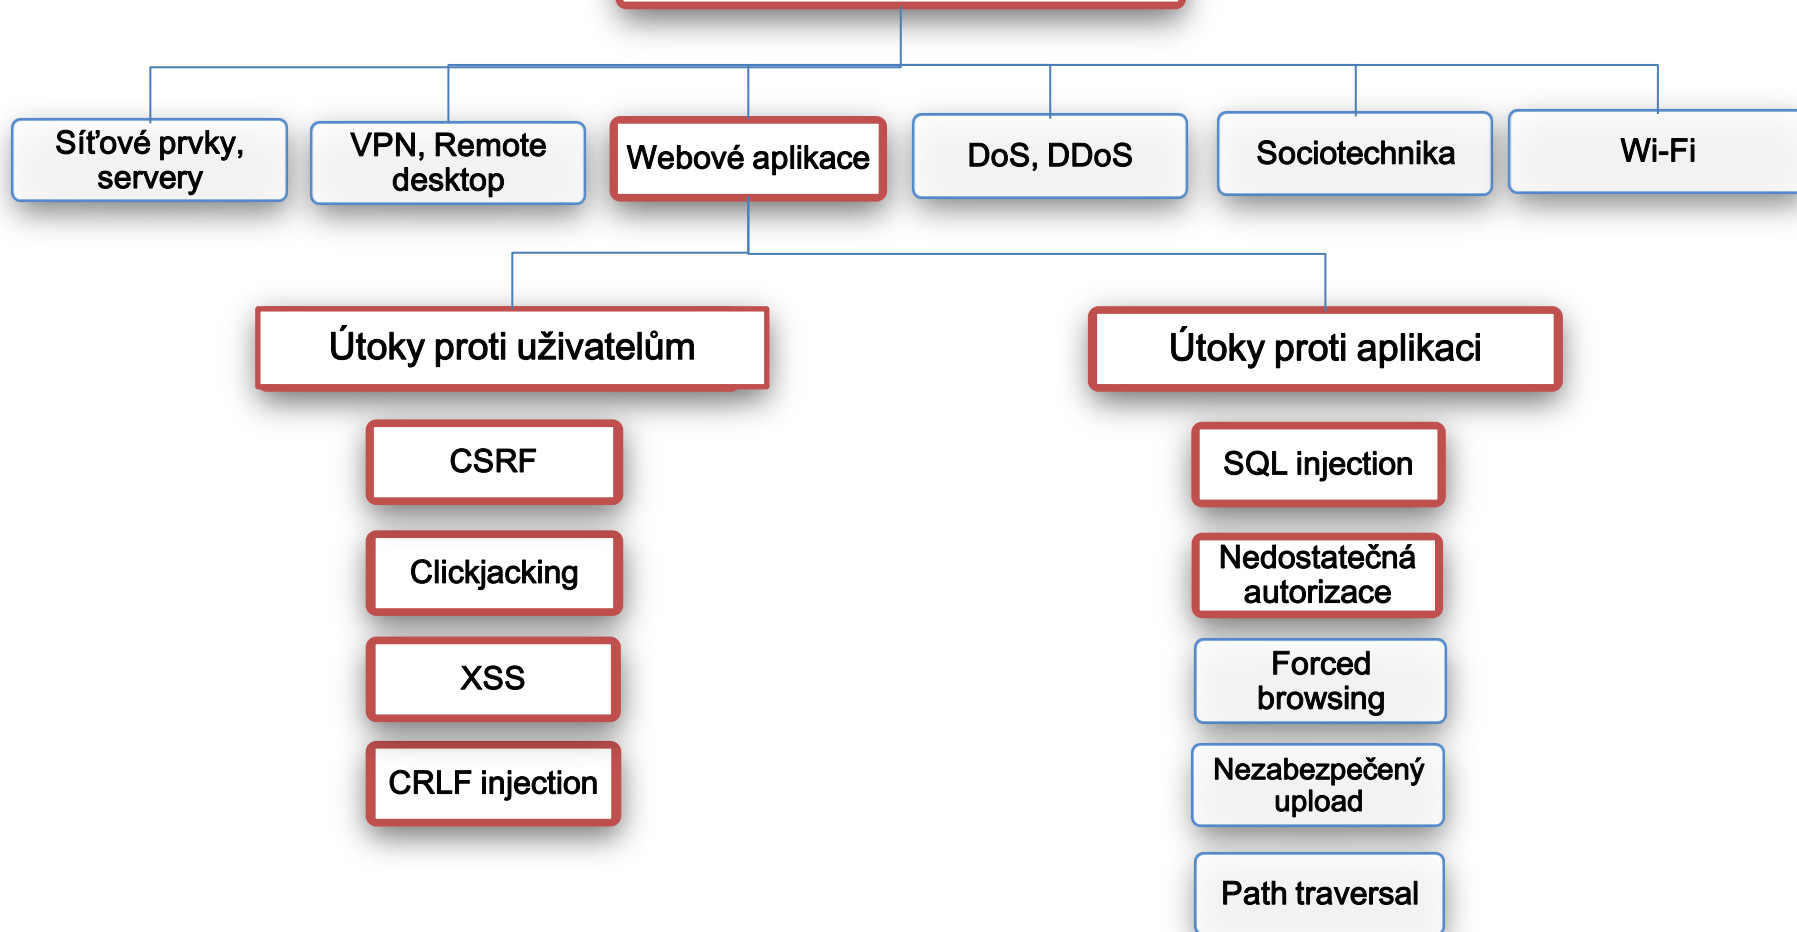 Síťové prvky,
servery
VPN, Remote
desktop
Webové aplikace
DoS, DDoS
Sociotechnika
Wi-Fi
Útoky proti uživatelům
Útoky proti aplikaci
CSRF
Clickjacking
XSS
CRLF injection
SQL injection
Nedostatečná
autorizace
Forced
browsing
Nezabezpečený
upload
Path traversal